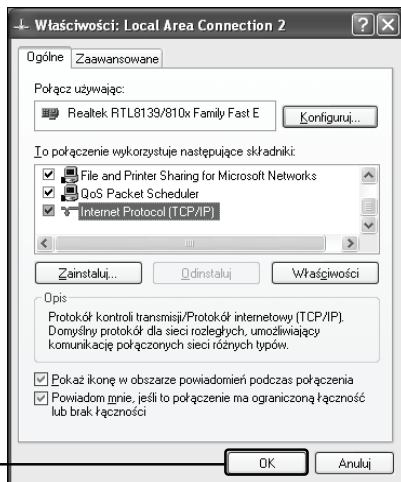 Właściwości: Local Area Connection 2
Ogólne Zaawansowane
Połącz używając:
Realtek RTL8139/810x Family Fast E Konfiguruj...
To połączenie wykorzystuje następujące składniki:
File and Printer Sharing for Microsoft Networks
QoS Packet Scheduler
Internet Protocol (TCP/IP)
Zainstaluj... Odinstaluj Właściwości
Opis
Protokół kontroli transmisji/Protokół internetowy (TCP/IP).
Domyślny protokół dla sieci rozległych, umożliwiający
komunikację połączonych sieci różnych typów.
Pokaż ikonę w obszarze powiadomień podczas połączenia
Powiadom mnie, jeśli to połączenie ma ograniczoną łączność
lub brak łączności
OK Anuluj